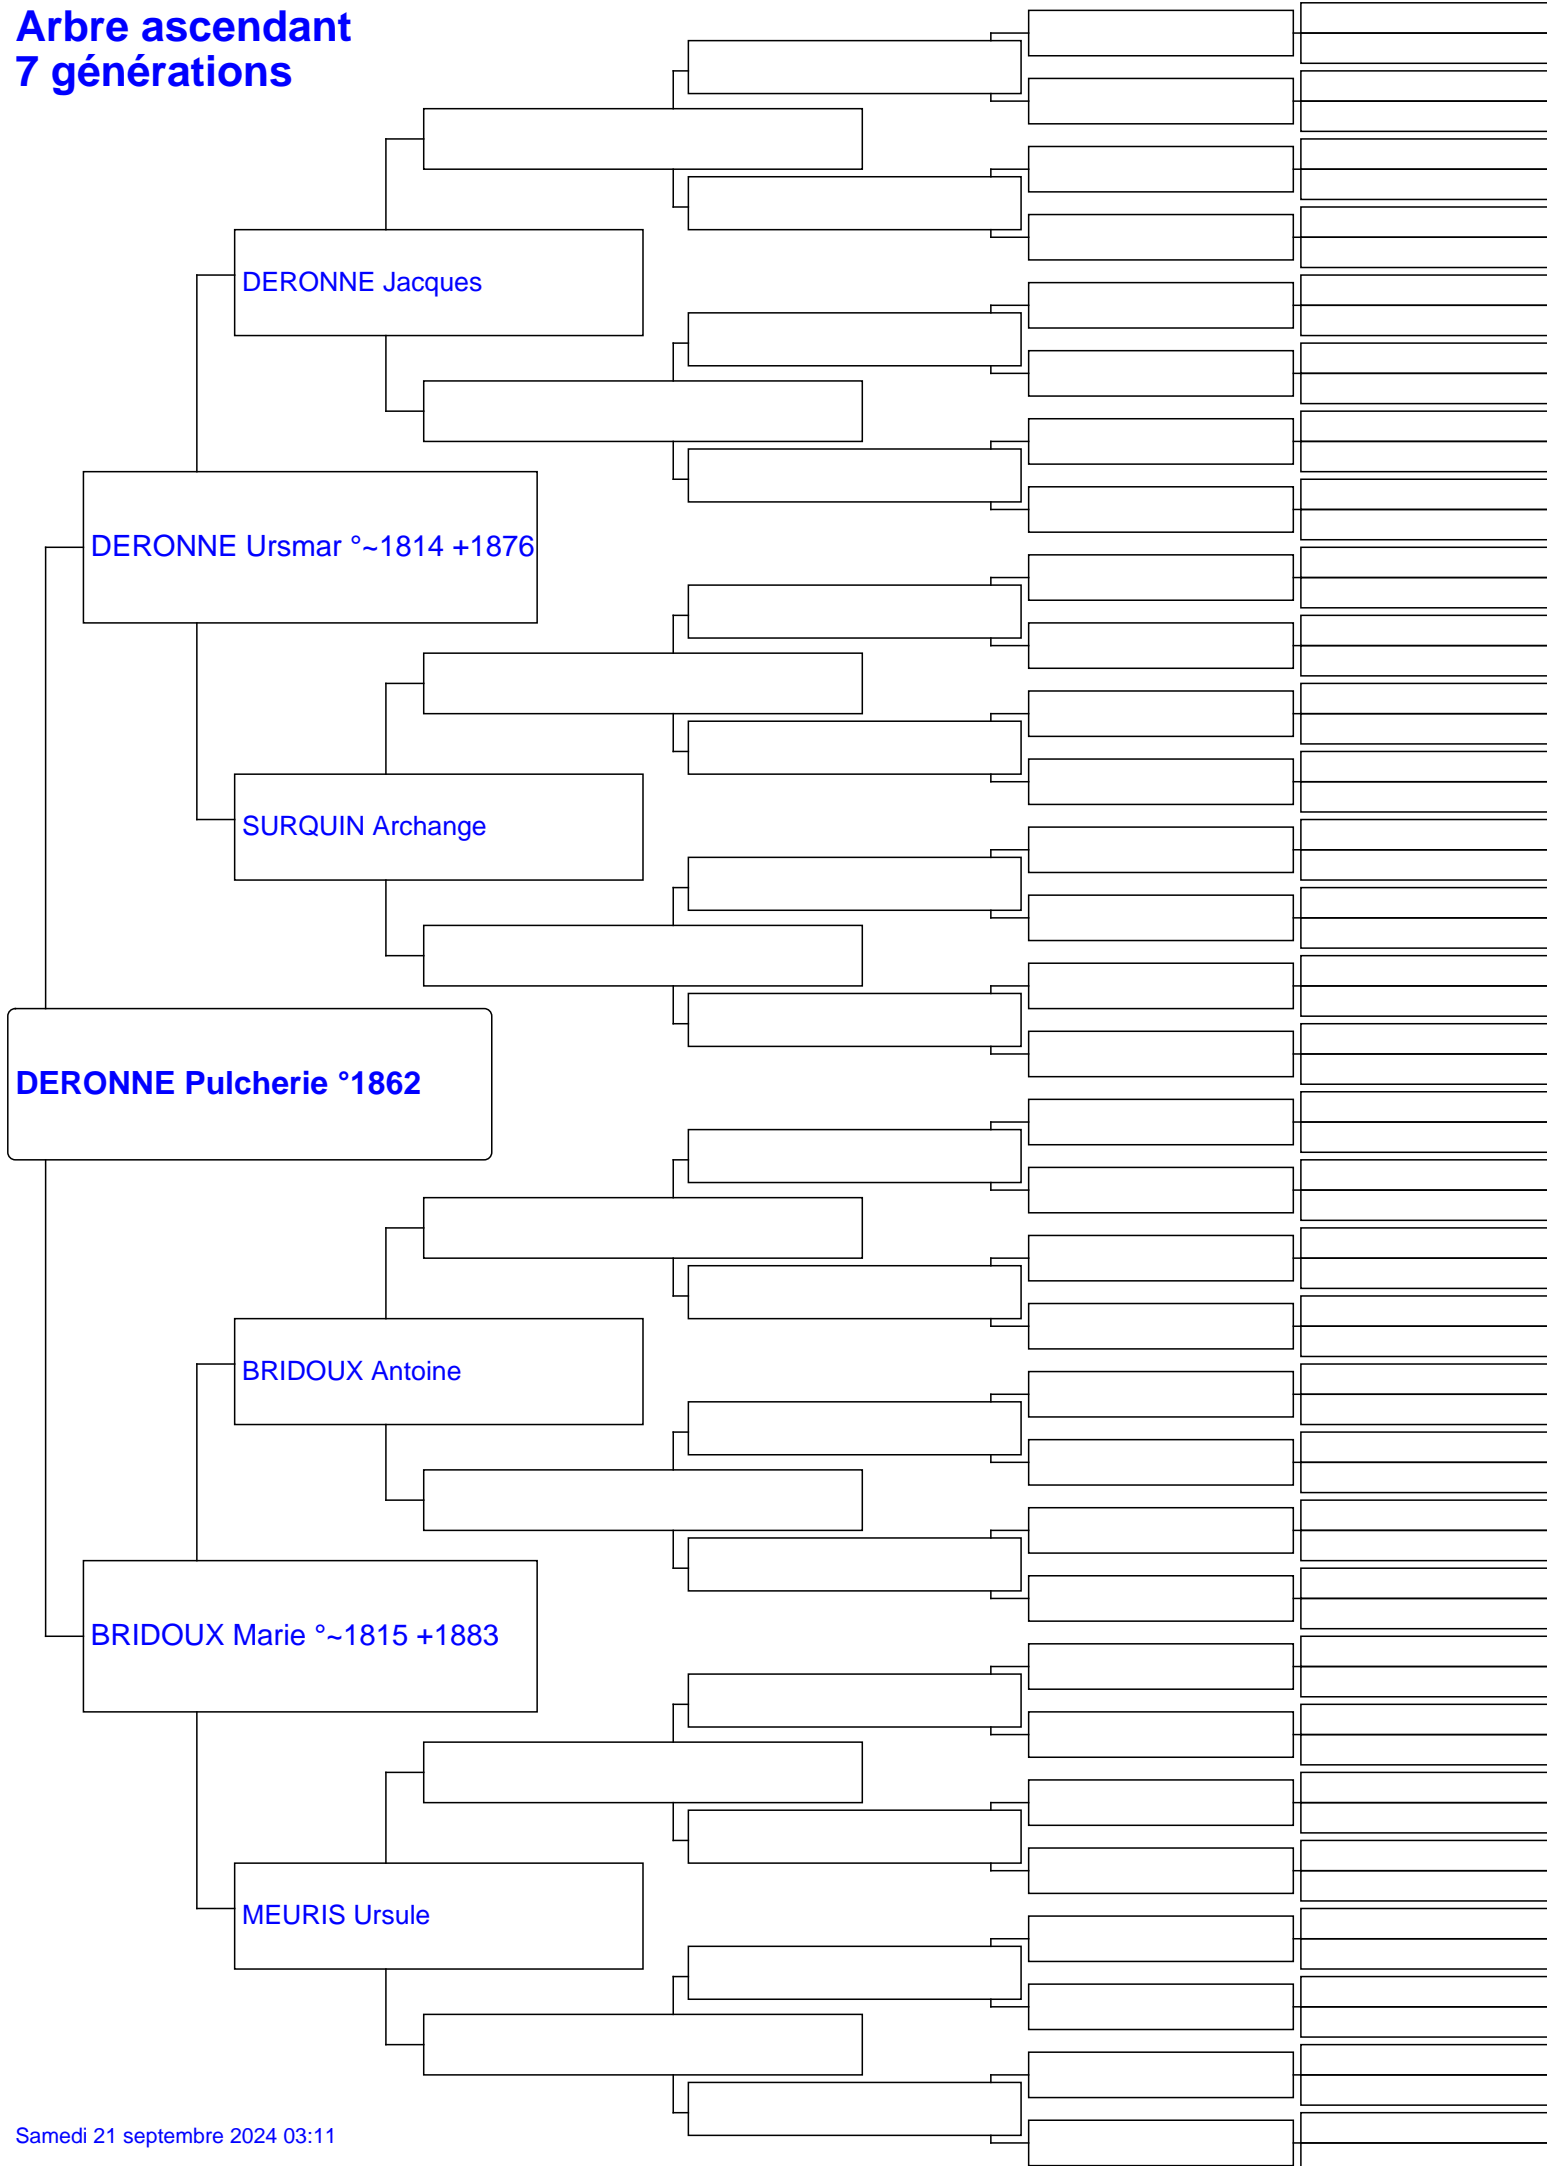 Arbre ascendant
7 générations
DERONNE Jacques
DERONNE Ursmar °~1814 +1876
SURQUIN Archange
DERONNE Pulcherie °1862
BRIDOUX Antoine
BRIDOUX Marie °~1815 +1883
MEURIS Ursule
Samedi 21 septembre 2024 03:11